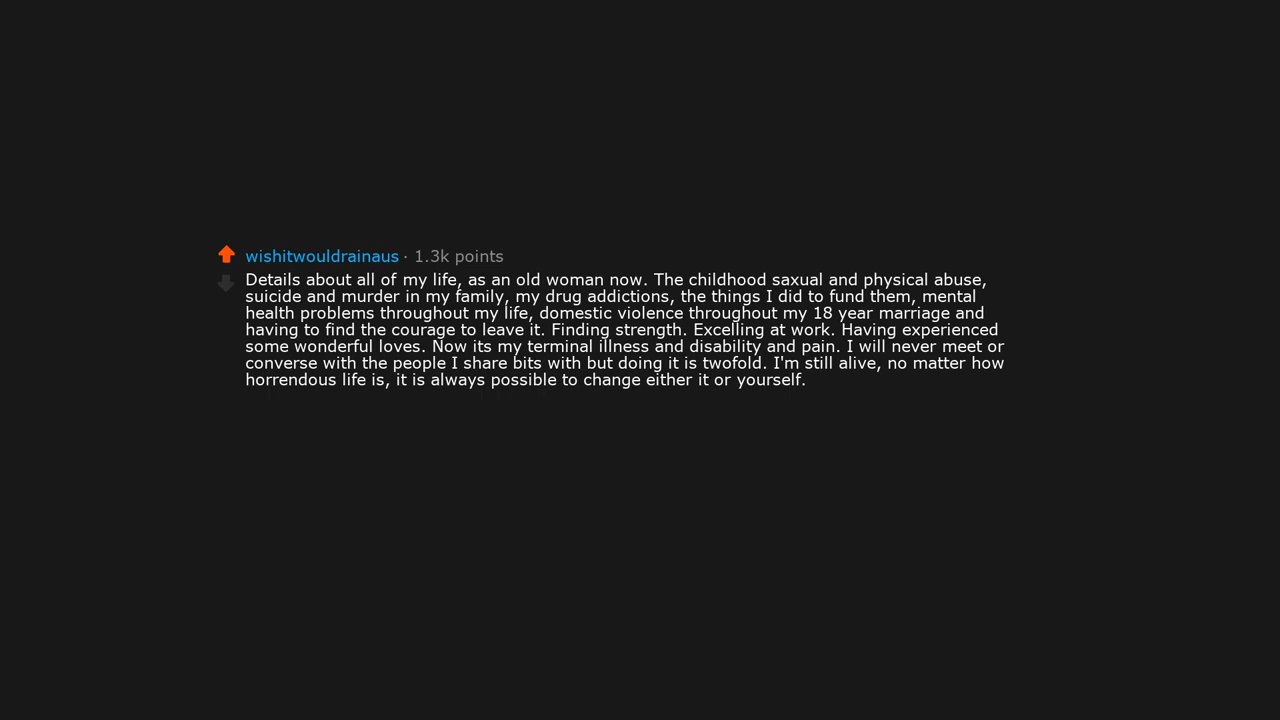 wishitwouldrainaus · 1.3k points
Details about all of my life, as an old woman now. The childhood saxual and physical abuse,
suicide and murder in my family, my drug addictions, the things I did to fund them, mental
health problems throughout my life, domestic violence throughout my 18 year marriage and
having to find the courage to leave it. Finding strength. Excelling at work. Having experienced
some wonderful loves. Now its my terminal illness and disability and pain. I will never meet or
converse with the people I share bits with but doing it is twofold. I'm still alive, no matter how
horrendous life is, it is always possible to change either it or yourself.